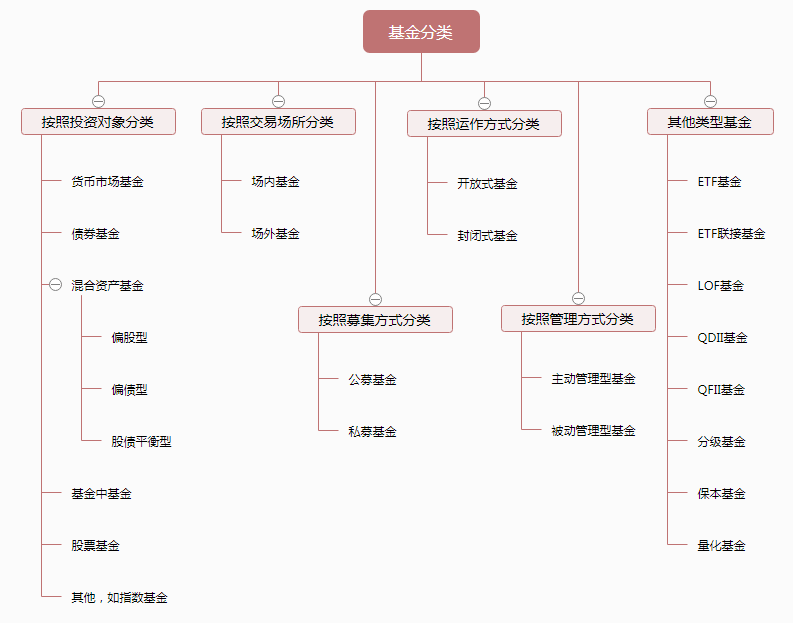 基金分类
按照投资对象分类
货币市场基金
债券基金
混合资产基金
偏股型
偏债型
股债平衡型
基金中基金
股票基金
其他，如指数基金
按照交易场所分类
场内基金
场外基金
按照募集方式分类
公募基金
私募基金
按照运作方式分类
开放式基金
封闭式基金
按照管理方式分类
主动管理型基金
被动管理型基金
其他类型基金
ETF基金
ETF联接基金
LOF基金
QDII基金
QFII基金
分级基金
保本基金
量化基金